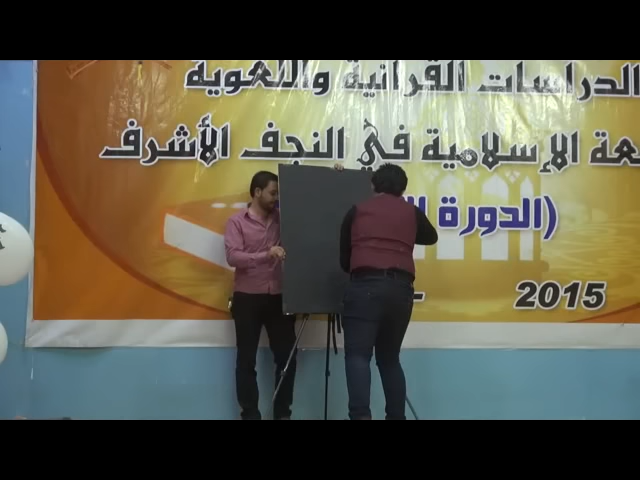 الدراسات القرآنية واللغوية
الإسلامية في النجف الأشرف
(الدورة
2015